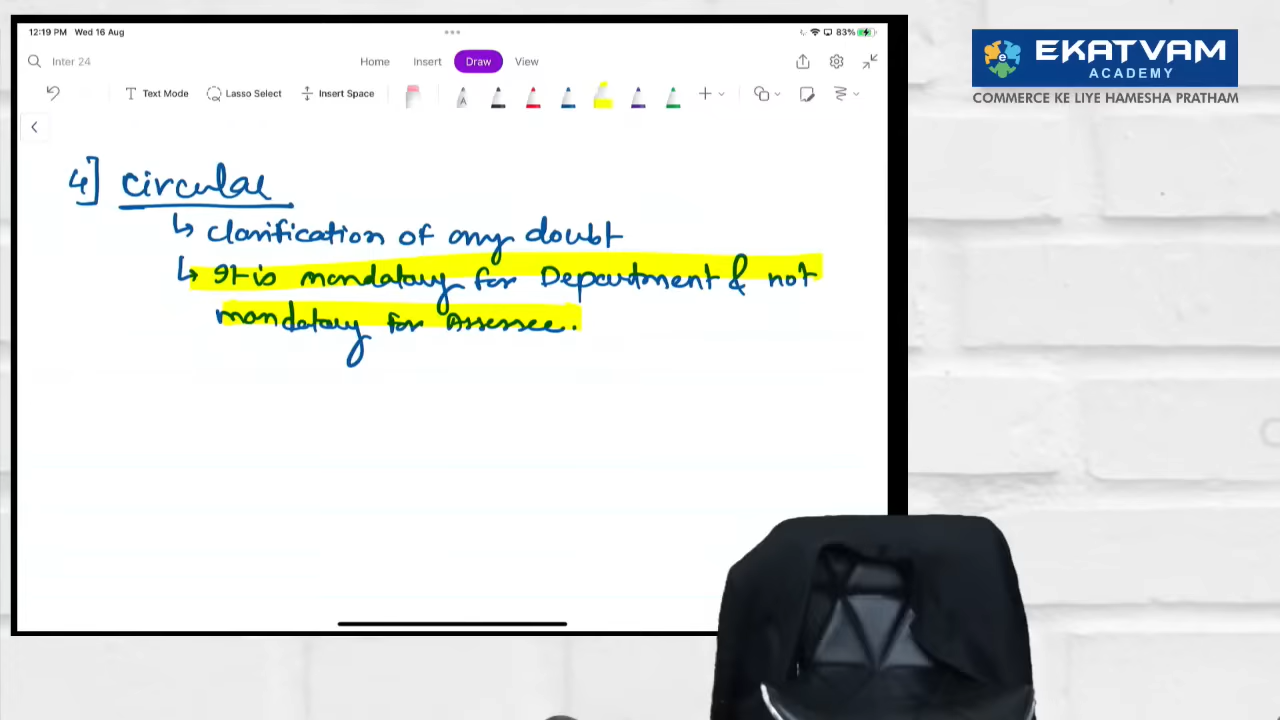 12:19 PM Wed 16 Aug
83%
EKATVAM
ACADEMY
COMMERCE KE LIYE HAMESHA PRATHAM
Inter 24
Home Insert Draw View
Text Mode Lasso Select Insert Space
4] Circular
↳ clarification of any doubt
↳ It is mandatory for Department & not
mandatory for Assessee.